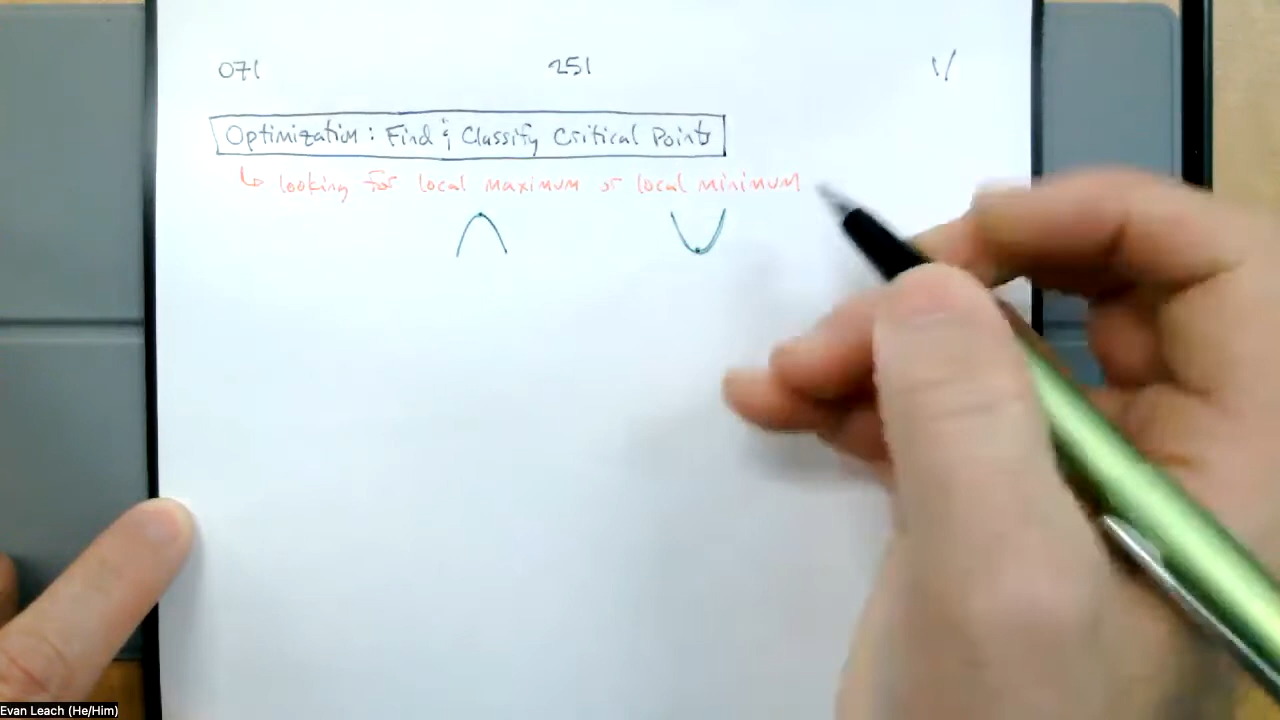 071 251 1/
Optimization: Find & Classify Critical Points
↳ looking for local maximum or local minimum
Evan Leach (He/Him)